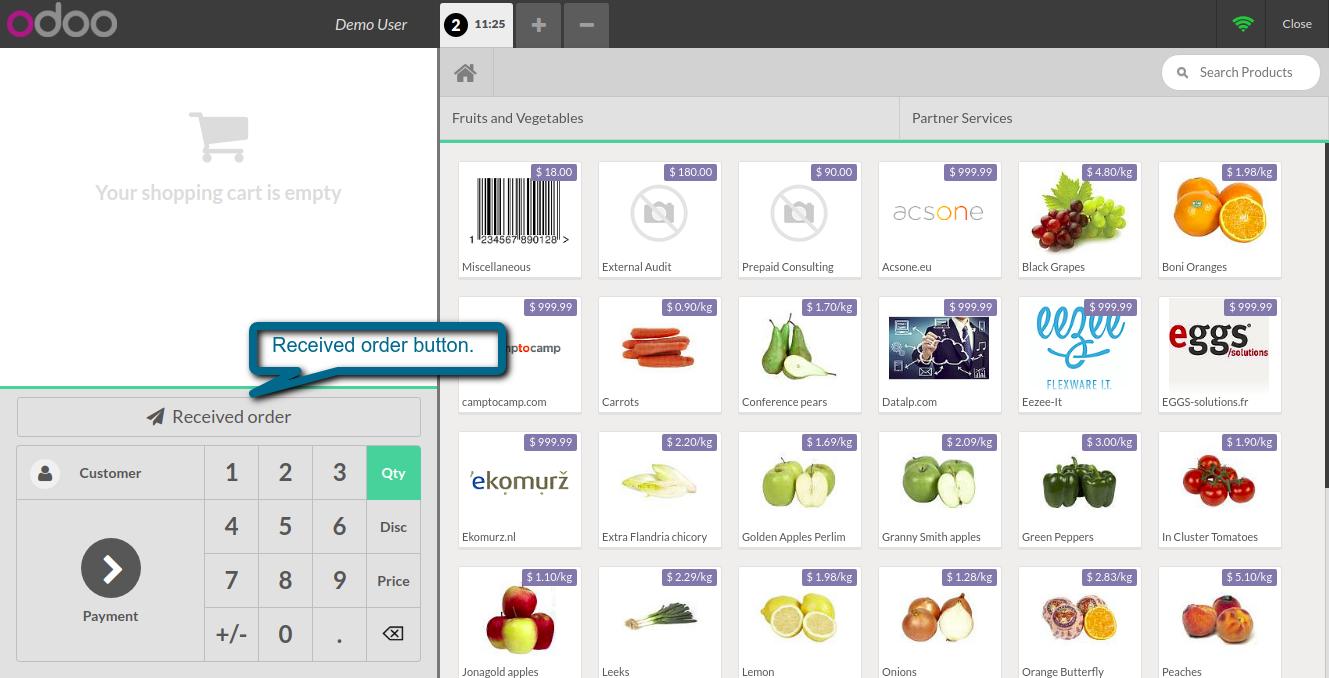 odoo
Demo User
2 11:25
Close
Search Products
Fruits and Vegetables
Partner Services
Your shopping cart is empty
$ 18.00
$ 180.00
$ 90.00
$ 999.99
$ 4.80/kg
$ 1.98/kg
1 234567 890128 >
acsone
Miscellaneous
External Audit
Prepaid Consulting
Acsone.eu
Black Grapes
Boni Oranges
$ 999.99
$ 0.90/kg
$ 1.70/kg
$ 999.99
$ 999.99
$ 999.99
Received order button.
ptocamp
eezee
FLEXWARE I.T.
eggs
/solutions
camptocamp.com
Carrots
Conference pears
Datalp.com
Eezee-It
EGGS-solutions.fr
Received order
$ 999.99
$ 2.20/kg
$ 1.69/kg
$ 2.09/kg
$ 3.00/kg
$ 1.90/kg
ekomurž
Ekomurz.nl
Extra Flandria chicory
Golden Apples Perlim
Granny Smith apples
Green Peppers
In Cluster Tomatoes
Customer
1 2 3 Qty
4 5 6 Disc
7 8 9 Price
+/- 0 .
Payment
$ 1.10/kg
$ 2.29/kg
$ 1.98/kg
$ 1.28/kg
$ 2.83/kg
$ 5.10/kg
Jonagold apples
Leeks
Lemon
Onions
Orange Butterfly
Peaches